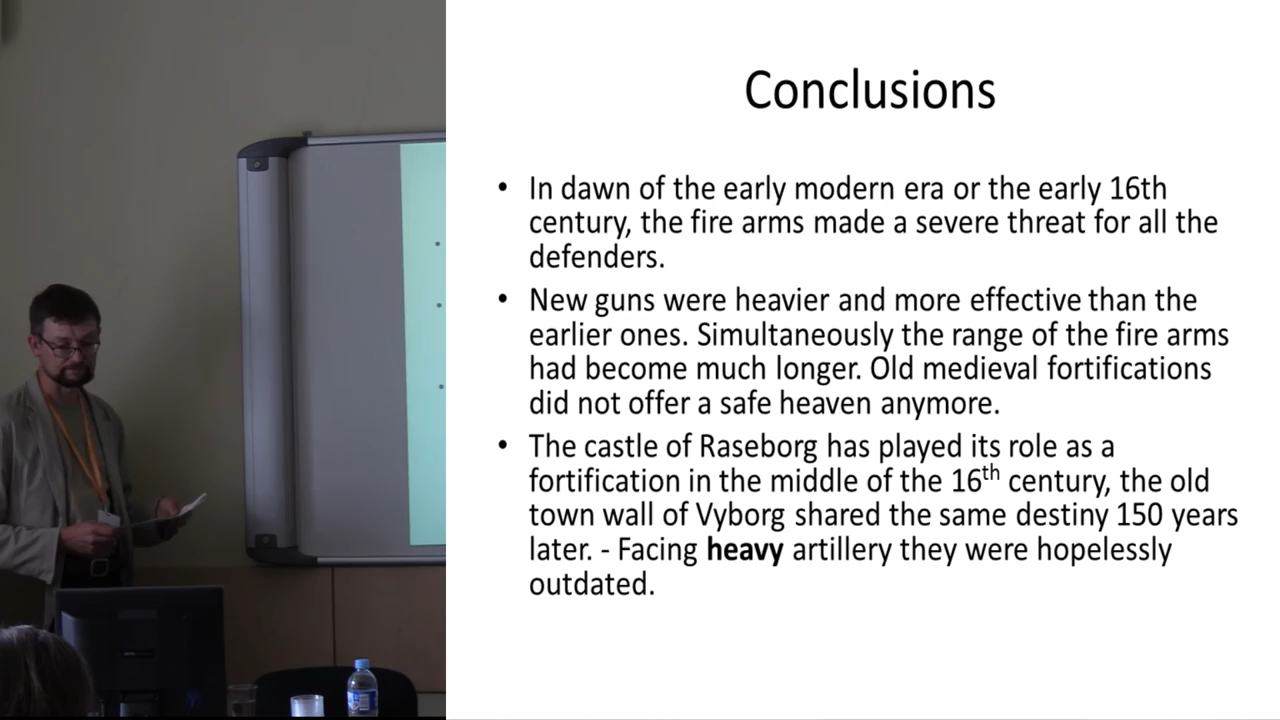 Conclusions
• In dawn of the early modern era or the early 16th
century, the fire arms made a severe threat for all the
defenders.
• New guns were heavier and more effective than the
earlier ones. Simultaneously the range of the fire arms
had become much longer. Old medieval fortifications
did not offer a safe heaven anymore.
• The castle of Raseborg has played its role as a
fortification in the middle of the 16th century, the old
town wall of Vyborg shared the same destiny 150 years
later. - Facing heavy artillery they were hopelessly
outdated.